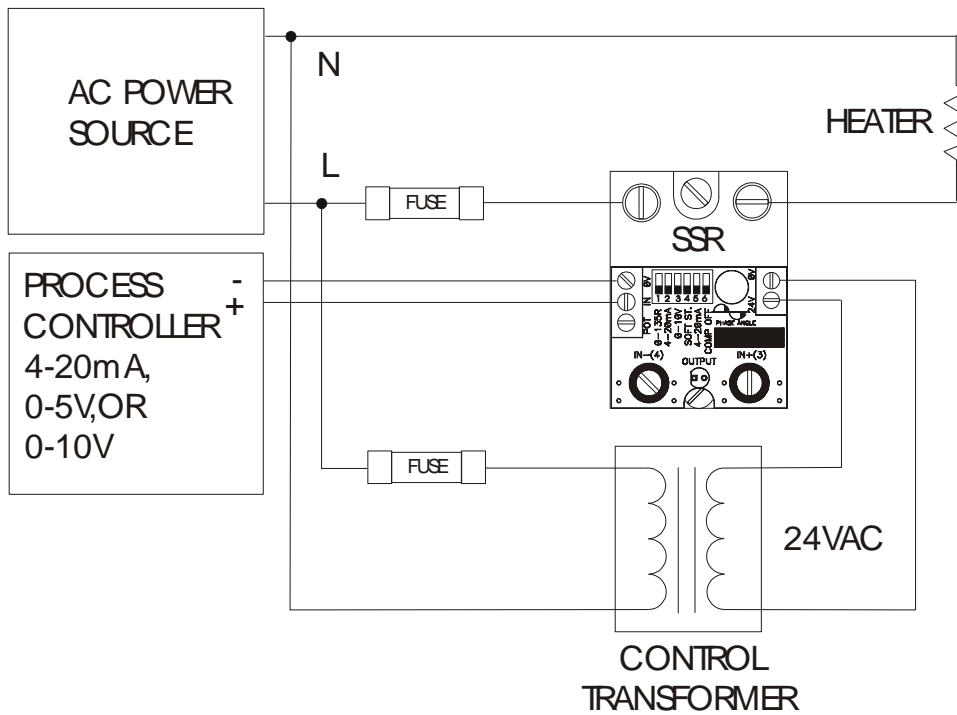 AC POWER
SOURCE
N
L
FUSE
HEATER
SSR
PROCESS
CONTROLLER
4-20mA,
0-5V,OR
0-10V
-
+
0V
IN
POT
1 2 3 4 5 6
0-135R
4-20mA
0-10V
SOFT ST.
4-20mA
COMP OFF
0V
24V
PHASE ANGLE
IN-(4)
OUTPUT
IN+(3)
FUSE
24VAC
CONTROL
TRANSFORMER